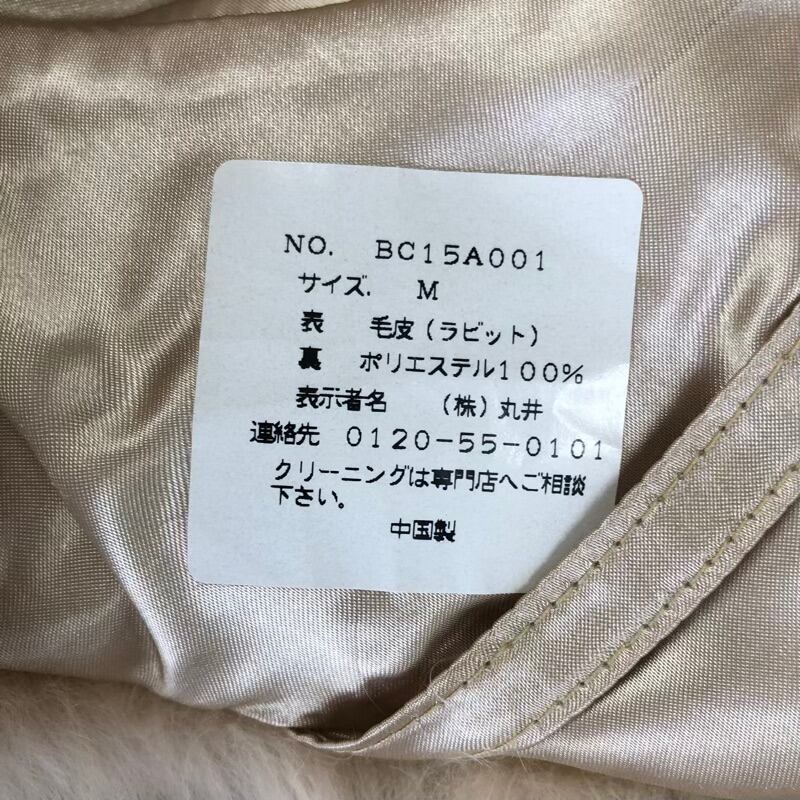 NO. BC15A001
サイズ. M
表 毛皮(ラビット)
裏 ポリエステル100%
表示者名 (株)丸井
連絡先 0120-55-0101
クリーニングは専門店へご相談
下さい。
中国製